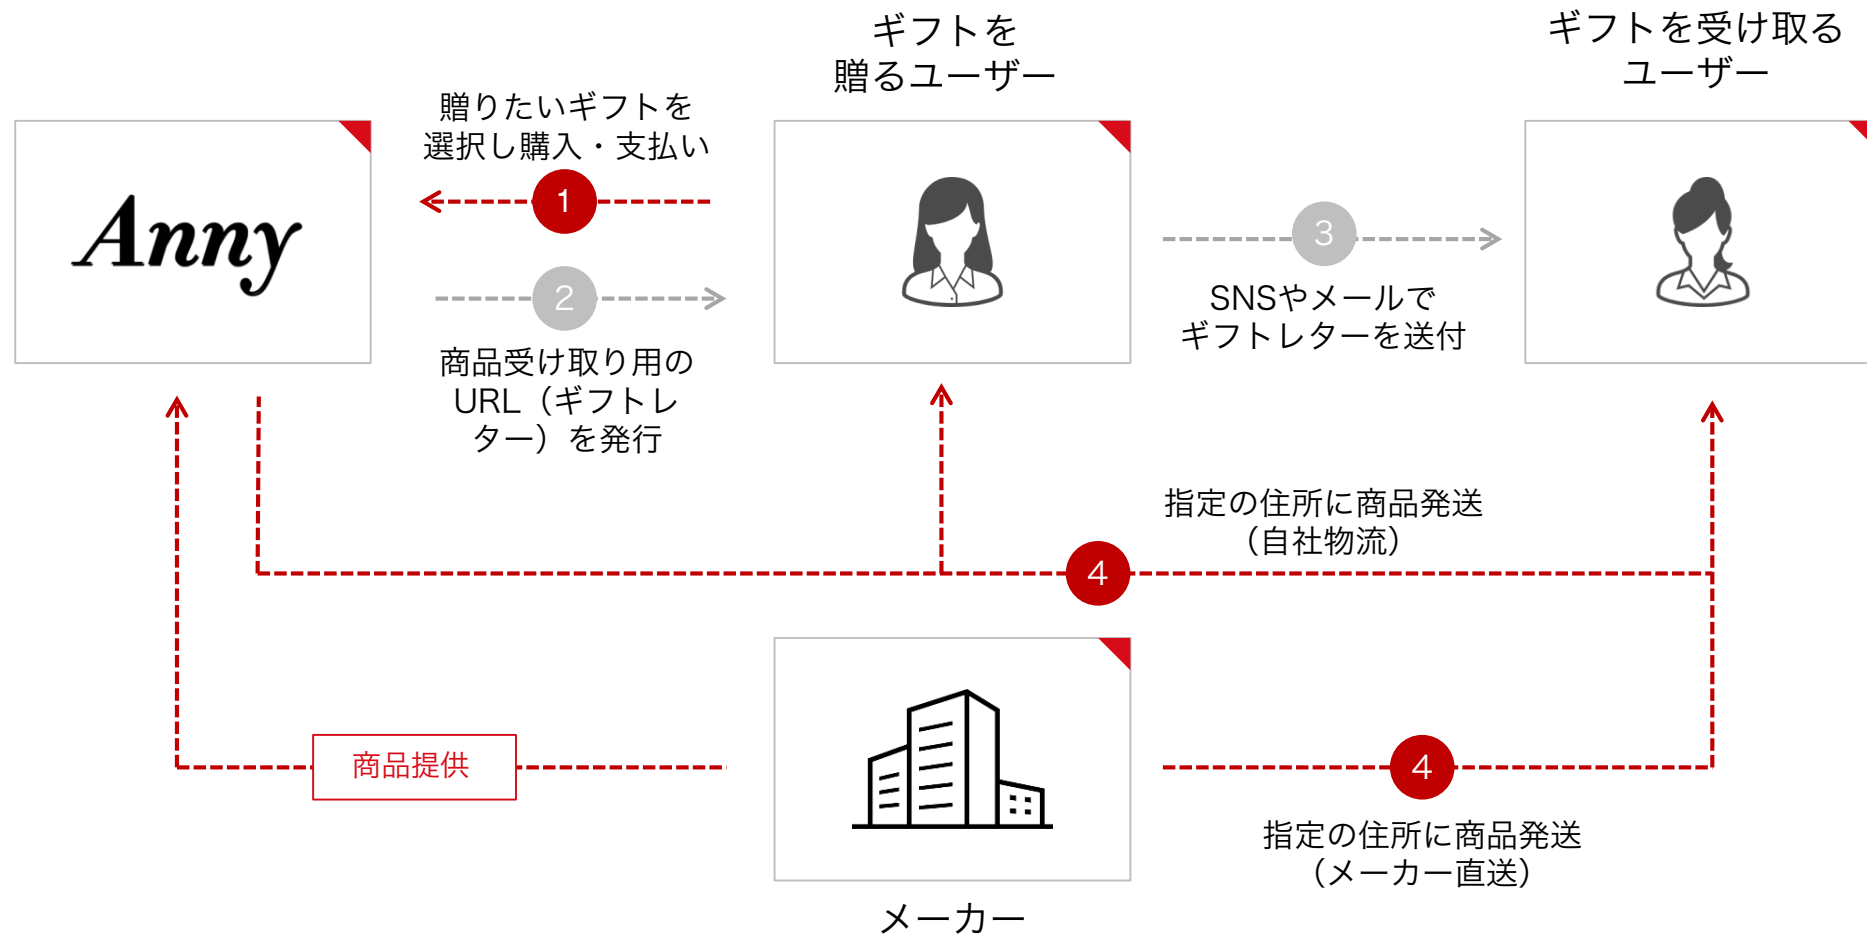 ギフトを
贈るユーザー
ギフトを受け取る
ユーザー
贈りたいギフトを
選択し購入・支払い
1
Anny
2
商品受け取り用の
URL（ギフトレ
ター）を発行
3
SNSやメールで
ギフトレターを送付
指定の住所に商品発送
（自社物流）
4
商品提供
4
指定の住所に商品発送
（メーカー直送）
メーカー